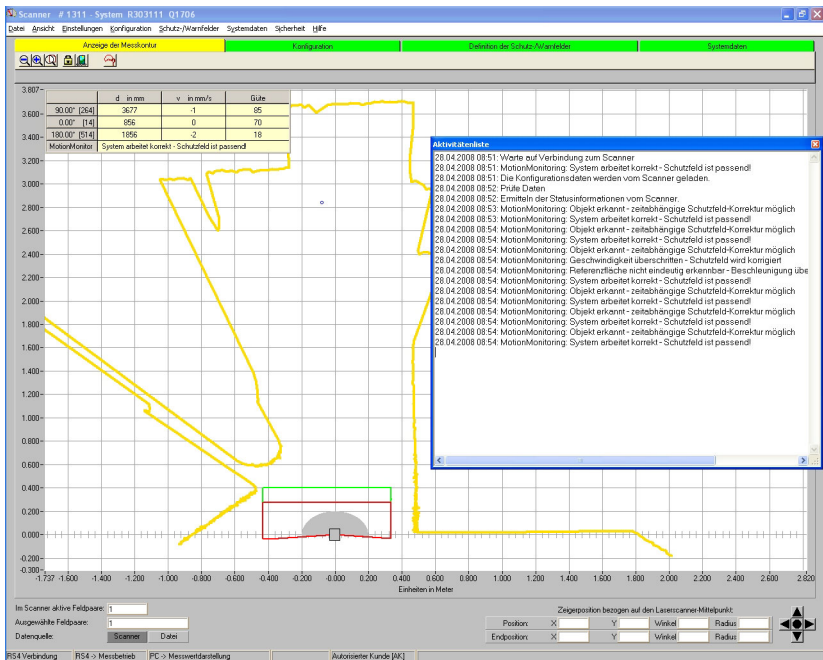 Scanner # 1311 - System R303111 Q1706
Datei Ansicht Einstellungen Konfiguration Schutz-/Warnfelder Systemdaten Sicherheit Hilfe
Anzeige der Messkontur Konfiguration Definition der Schutz-/Warnfelder Systemdaten
d in mm v in mm/s Güte
90.00° [264] 3677 -1 85
0.00° [14] 856 0 70
180.00° [514] 1856 -2 18
MotionMonitor System arbeitet korrekt - Schutzfeld ist passend!
3.807
3.600
3.400
3.200
3.000
2.800
2.600
2.400
2.200
2.000
1.800
1.600
1.400
1.200
1.000
0.800
0.600
0.400
0.200
0.000
-0.200
-0.300
-1.737 -1.600 -1.400 -1.200 -1.000 -0.800 -0.600 -0.400 -0.200 -0.000 0.200 0.400 0.600 0.800 1.000 1.200 1.400 1.600 1.800 2.000 2.200 2.400 2.600 2.820
Einheiten in Meter
Aktivitätenliste
28.04.2008 08:51: Warte auf Verbindung zum Scanner
28.04.2008 08:51: MotionMonitoring: System arbeitet korrekt - Schutzfeld ist passend!
28.04.2008 08:51: Die Konfigurationsdaten werden vom Scanner geladen.
28.04.2008 08:52: Prüfe Daten
28.04.2008 08:52: Ermitteln der Statusinformationen vom Scanner.
28.04.2008 08:53: MotionMonitoring: Objekt erkannt - zeitabhängige Schutzfeld-Korrektur möglich
28.04.2008 08:53: MotionMonitoring: System arbeitet korrekt - Schutzfeld ist passend!
28.04.2008 08:54: MotionMonitoring: Objekt erkannt - zeitabhängige Schutzfeld-Korrektur möglich
28.04.2008 08:54: MotionMonitoring: System arbeitet korrekt - Schutzfeld ist passend!
28.04.2008 08:54: MotionMonitoring: Objekt erkannt - zeitabhängige Schutzfeld-Korrektur möglich
28.04.2008 08:54: MotionMonitoring: Geschwindigkeit überschritten - Schutzfeld wird korrigiert
28.04.2008 08:54: MotionMonitoring: Referenzfläche nicht eindeutig erkennbar - Beschleunigung übe
28.04.2008 08:54: MotionMonitoring: System arbeitet korrekt - Schutzfeld ist passend!
28.04.2008 08:54: MotionMonitoring: Objekt erkannt - zeitabhängige Schutzfeld-Korrektur möglich
28.04.2008 08:54: MotionMonitoring: System arbeitet korrekt - Schutzfeld ist passend!
28.04.2008 08:54: MotionMonitoring: Objekt erkannt - zeitabhängige Schutzfeld-Korrektur möglich
28.04.2008 08:54: MotionMonitoring: System arbeitet korrekt - Schutzfeld ist passend!
28.04.2008 08:54: MotionMonitoring: Objekt erkannt - zeitabhängige Schutzfeld-Korrektur möglich
28.04.2008 08:54: MotionMonitoring: System arbeitet korrekt - Schutzfeld ist passend!
Im Scanner aktive Feldpaare: 1
Ausgewählte Feldpaare: 1
Datenquelle: Scanner Datei
Zeigerposition bezogen auf den Laserscanner-Mittelpunkt:
Position: X Y Winkel Radius
Endposition: X Y Winkel Radius
RS4 Verbindung RS4 -> Messbetrieb PC -> Messwertdarstellung Autorisierter Kunde [AK]